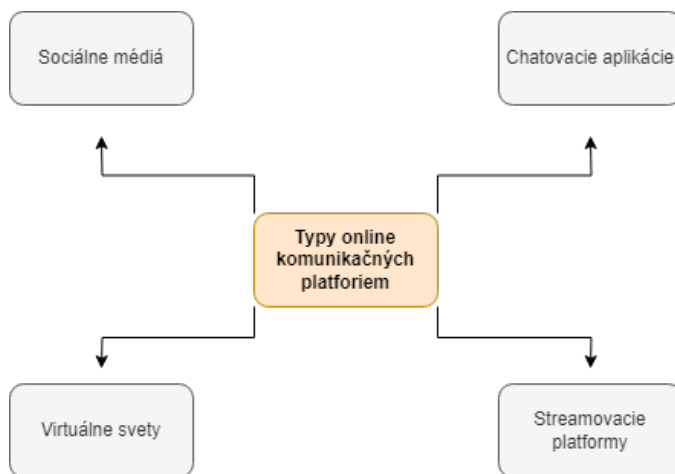 Sociálne médiá
Chatovacie aplikácie
Typy online
komunikačných
platforiem
Virtuálne svety
Streamovacie
platformy